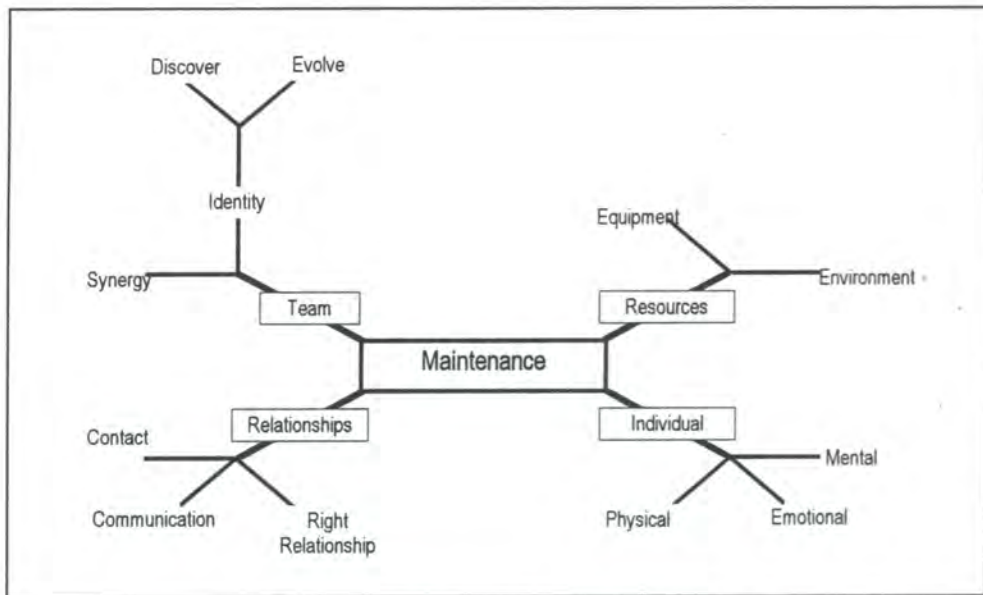 Discover
Evolve
Identity
Equipment
Synergy
Environment
Team
Resources
Maintenance
Relationships
Individual
Contact
Mental
Communication
Right
Relationship
Physical
Emotional